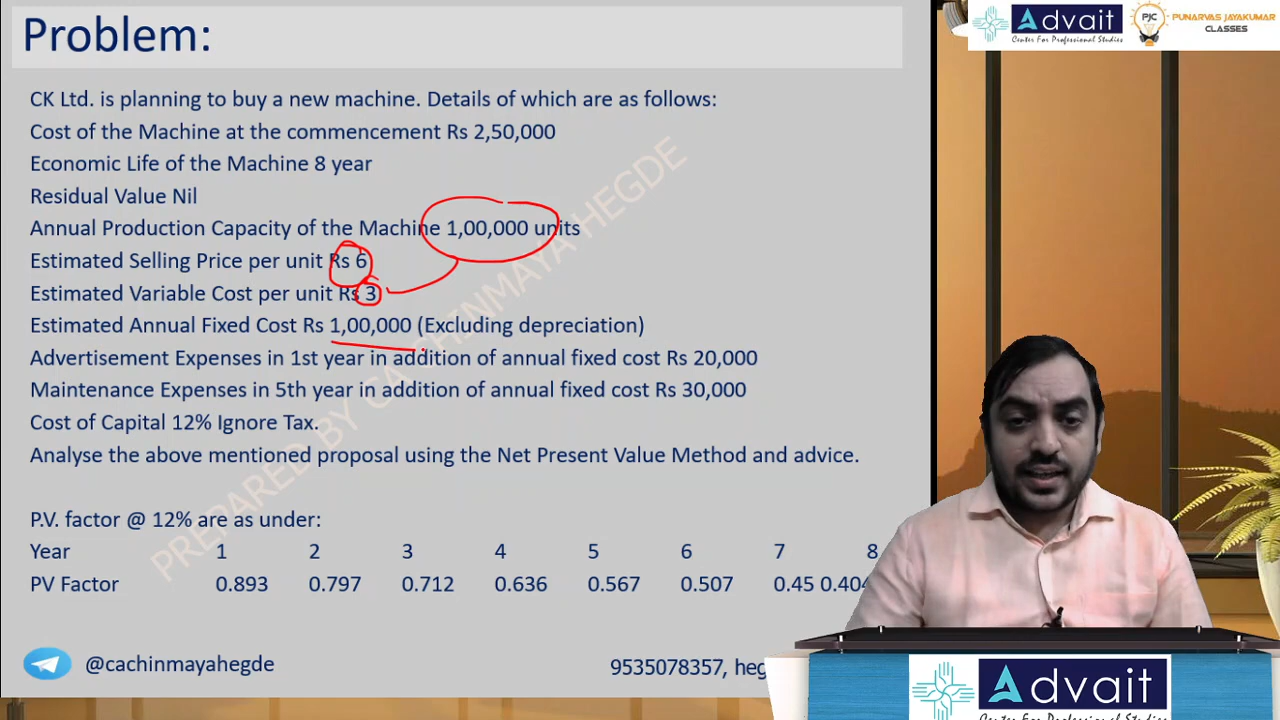 Problem:
Advait
Center For Professional Studies
PJC
PUNARVAS JAYAKUMAR
CLASSES
CK Ltd. is planning to buy a new machine. Details of which are as follows:
Cost of the Machine at the commencement Rs 2,50,000
Economic Life of the Machine 8 year
Residual Value Nil
Annual Production Capacity of the Machine 1,00,000 units
Estimated Selling Price per unit Rs 6
Estimated Variable Cost per unit Rs 3
Estimated Annual Fixed Cost Rs 1,00,000 (Excluding depreciation)
Advertisement Expenses in 1st year in addition of annual fixed cost Rs 20,000
Maintenance Expenses in 5th year in addition of annual fixed cost Rs 30,000
Cost of Capital 12% Ignore Tax.
Analyse the above mentioned proposal using the Net Present Value Method and advice.
P.V. factor @ 12% are as under:
Year 1 2 3 4 5 6 7 8
PV Factor 0.893 0.797 0.712 0.636 0.567 0.507 0.45 0.404
PREPARED BY CA CHINMAYA HEGDE
@cachinmayahegde
9535078357, heg
Advait
Center For Professional Studies